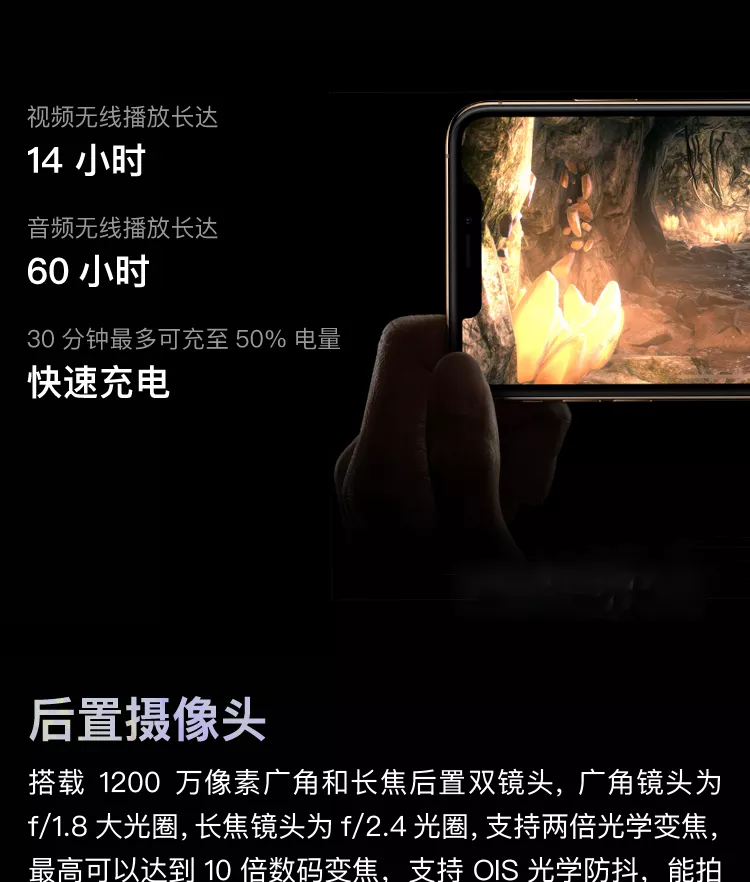 视频无线播放长达
14 小时
音频无线播放长达
60 小时
30 分钟最多可充至 50% 电量
快速充电
后置摄像头
搭载 1200 万像素广角和长焦后置双镜头, 广角镜头为
f/1.8 大光圈, 长焦镜头为 f/2.4 光圈, 支持两倍光学变焦,
最高可以达到 10 倍数码变焦, 支持 OIS 光学防抖, 能拍